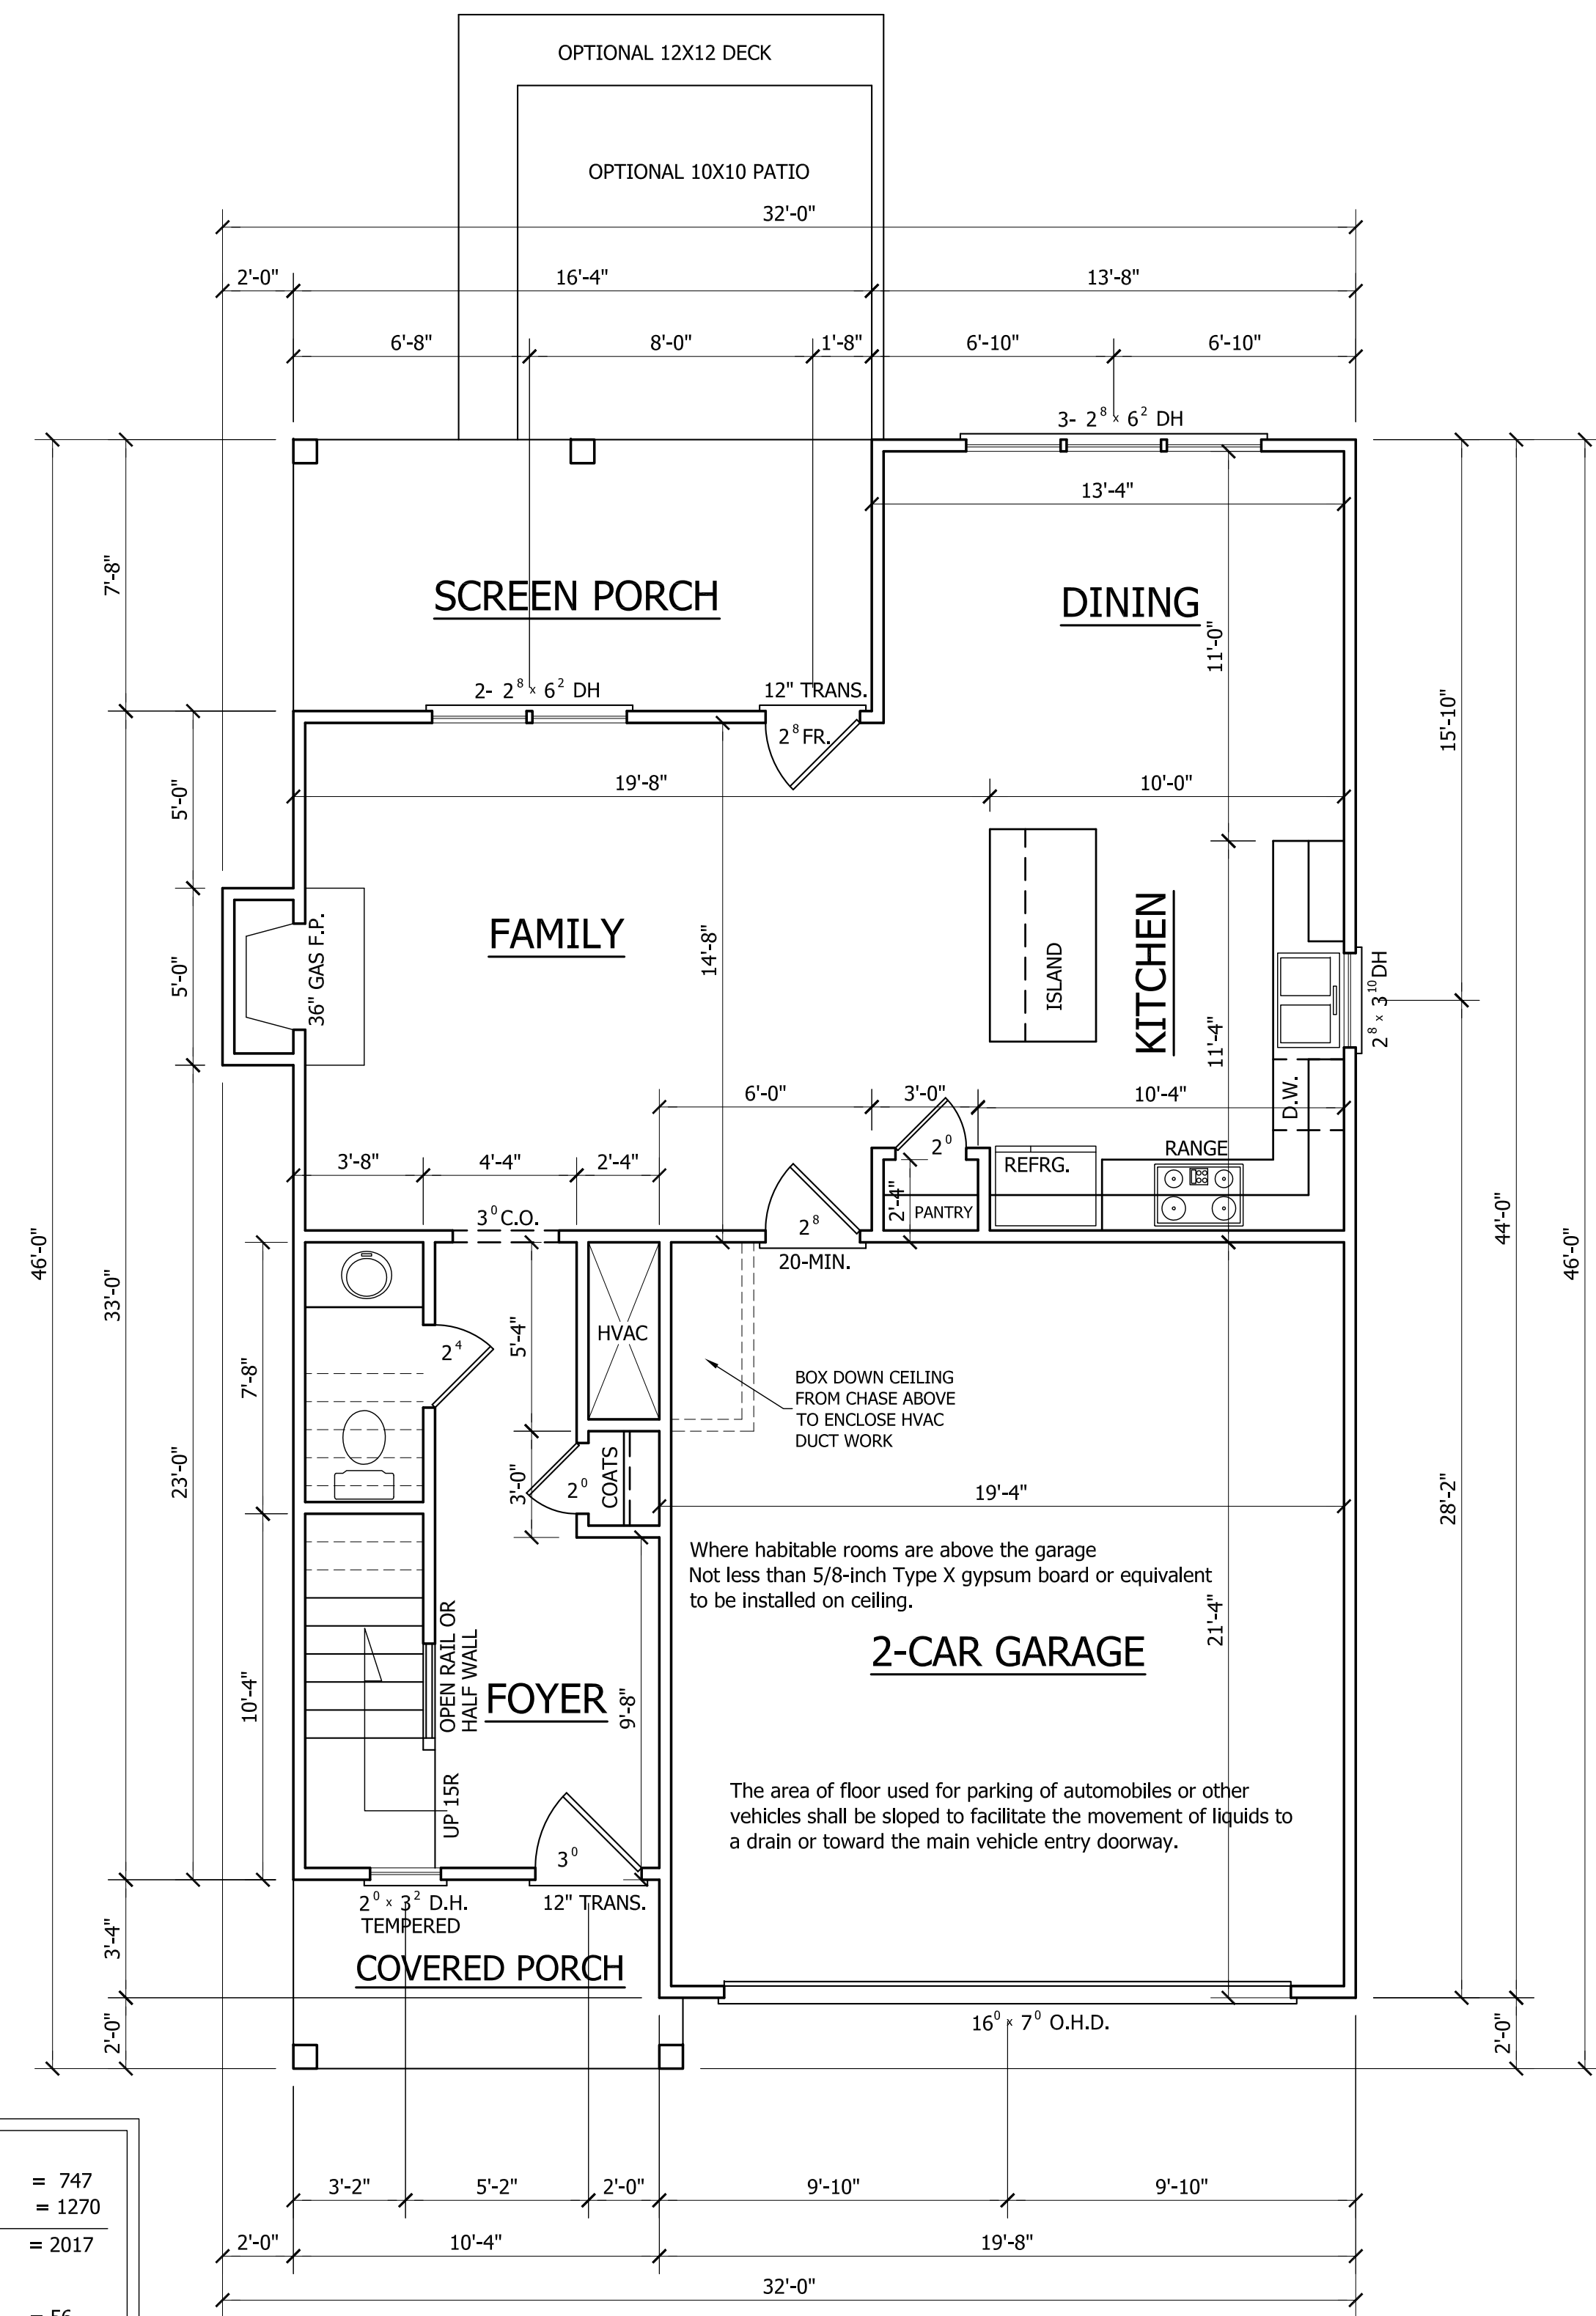 OPTIONAL 12X12 DECK
OPTIONAL 10X10 PATIO
32'-0"
2'-0"
16'-4"
13'-8"
6'-8"
8'-0"
1'-8"
6'-10"
6'-10"
3- 2⁸ x 6² DH
13'-4"
7'-8"
SCREEN PORCH
DINING
11'-0"
15'-10"
2- 2⁸ x 6² DH
12" TRANS.
2⁸ FR.
5'-0"
19'-8"
10'-0"
FAMILY
14'-8"
ISLAND
KITCHEN
36" GAS F.P.
5'-0"
11'-4"
2⁸ x 3¹⁰ DH
D.W.
6'-0"
3'-0"
10'-4"
3'-8"
4'-4"
2'-4"
2⁰
REFRG.
RANGE
2'-4"
PANTRY
3⁰ C.O.
2⁸
20-MIN.
46'-0"
33'-0"
44'-0"
46'-0"
HVAC
5'-4"
2⁴
7'-8"
BOX DOWN CEILING
FROM CHASE ABOVE
TO ENCLOSE HVAC
DUCT WORK
23'-0"
3'-0"
2⁰
COATS
19'-4"
28'-2"
Where habitable rooms are above the garage
Not less than 5/8-inch Type X gypsum board or equivalent
to be installed on ceiling.
21'-4"
2-CAR GARAGE
OPEN RAIL OR
HALF WALL
FOYER
10'-4"
9'-8"
UP 15R
The area of floor used for parking of automobiles or other
vehicles shall be sloped to facilitate the movement of liquids to
a drain or toward the main vehicle entry doorway.
3⁰
2⁰ x 3² D.H.
TEMPERED
12" TRANS.
3'-4"
COVERED PORCH
16⁰ x 7⁰ O.H.D.
2'-0"
2'-0"
= 747
= 1270
= 2017
= 56
3'-2"
5'-2"
2'-0"
9'-10"
9'-10"
2'-0"
10'-4"
19'-8"
32'-0"